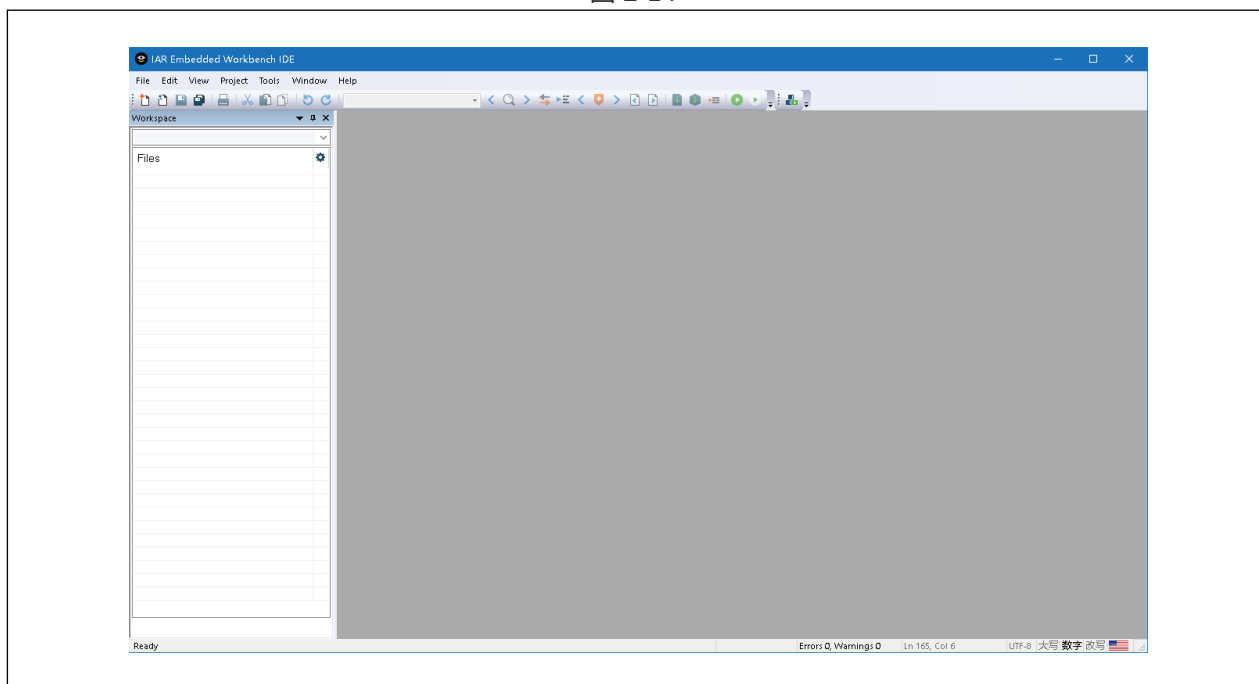 IAR Embedded Workbench IDE
File Edit View Project Tools Window Help
Workspace
Files
Ready Errors 0, Warnings 0 Ln 165, Col 6 UTF-8 大写 数字 改写